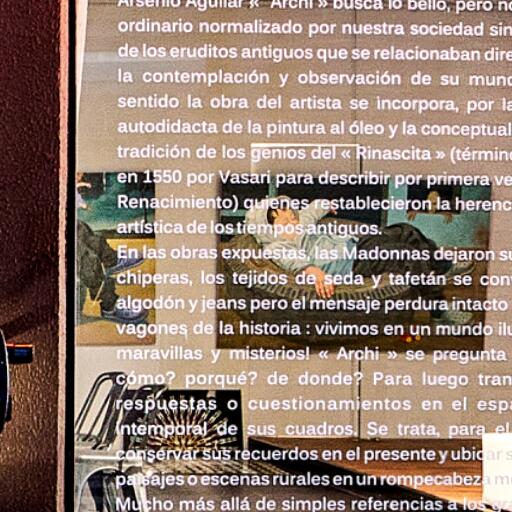 Arsenio Aguilar « Archi » busca lo bello, pero no
ordinario normalizado por nuestra sociedad sin
de los eruditos antiguos que se relacionaban dire
la contemplación y observación de su mund
sentido la obra del artista se incorpora, por la
autodidacta de la pintura al óleo y la conceptual
tradición de los genios del « Rinascita » (término
en 1550 por Vasari para describir por primera ve
Renacimiento) quienes restablecieron la herenc
artística de los tiempos antiguos.
En las obras expuestas, las Madonnas dejaron su
chiperas, los tejidos de seda y tafetán se con
algodón y jeans pero el mensaje perdura intacto
vagones de la historia : vivimos en un mundo ilu
maravillas y misterios! « Archi » se pregunta
cómo? porqué? de donde? Para luego tran
respuestas o cuestionamientos en el espa
intemporal de sus cuadros. Se trata, para el
conservar sus recuerdos en el presente y ubicar s
paisajes o escenas rurales en un rompecabeza mu
Mucho más allá de simples referencias a los gra